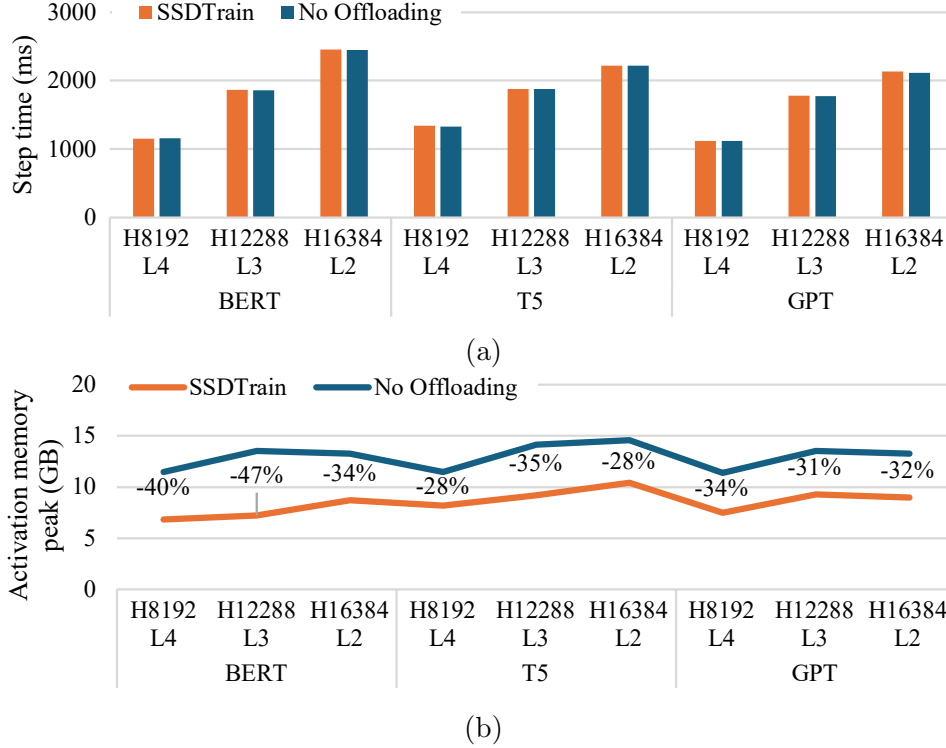 SSDTrain No Offloading
Step time (ms)
3000
2000
1000
0
H8192 H12288 H16384 H8192 H12288 H16384 H8192 H12288 H16384
L4 L3 L2 L4 L3 L2 L4 L3 L2
BERT T5 GPT
(a)
SSDTrain No Offloading
Activation memory
peak (GB)
20
15
10
5
0
-40% -47% -34% -28% -35% -28% -34% -31% -32%
H8192 H12288 H16384 H8192 H12288 H16384 H8192 H12288 H16384
L4 L3 L2 L4 L3 L2 L4 L3 L2
BERT T5 GPT
(b)